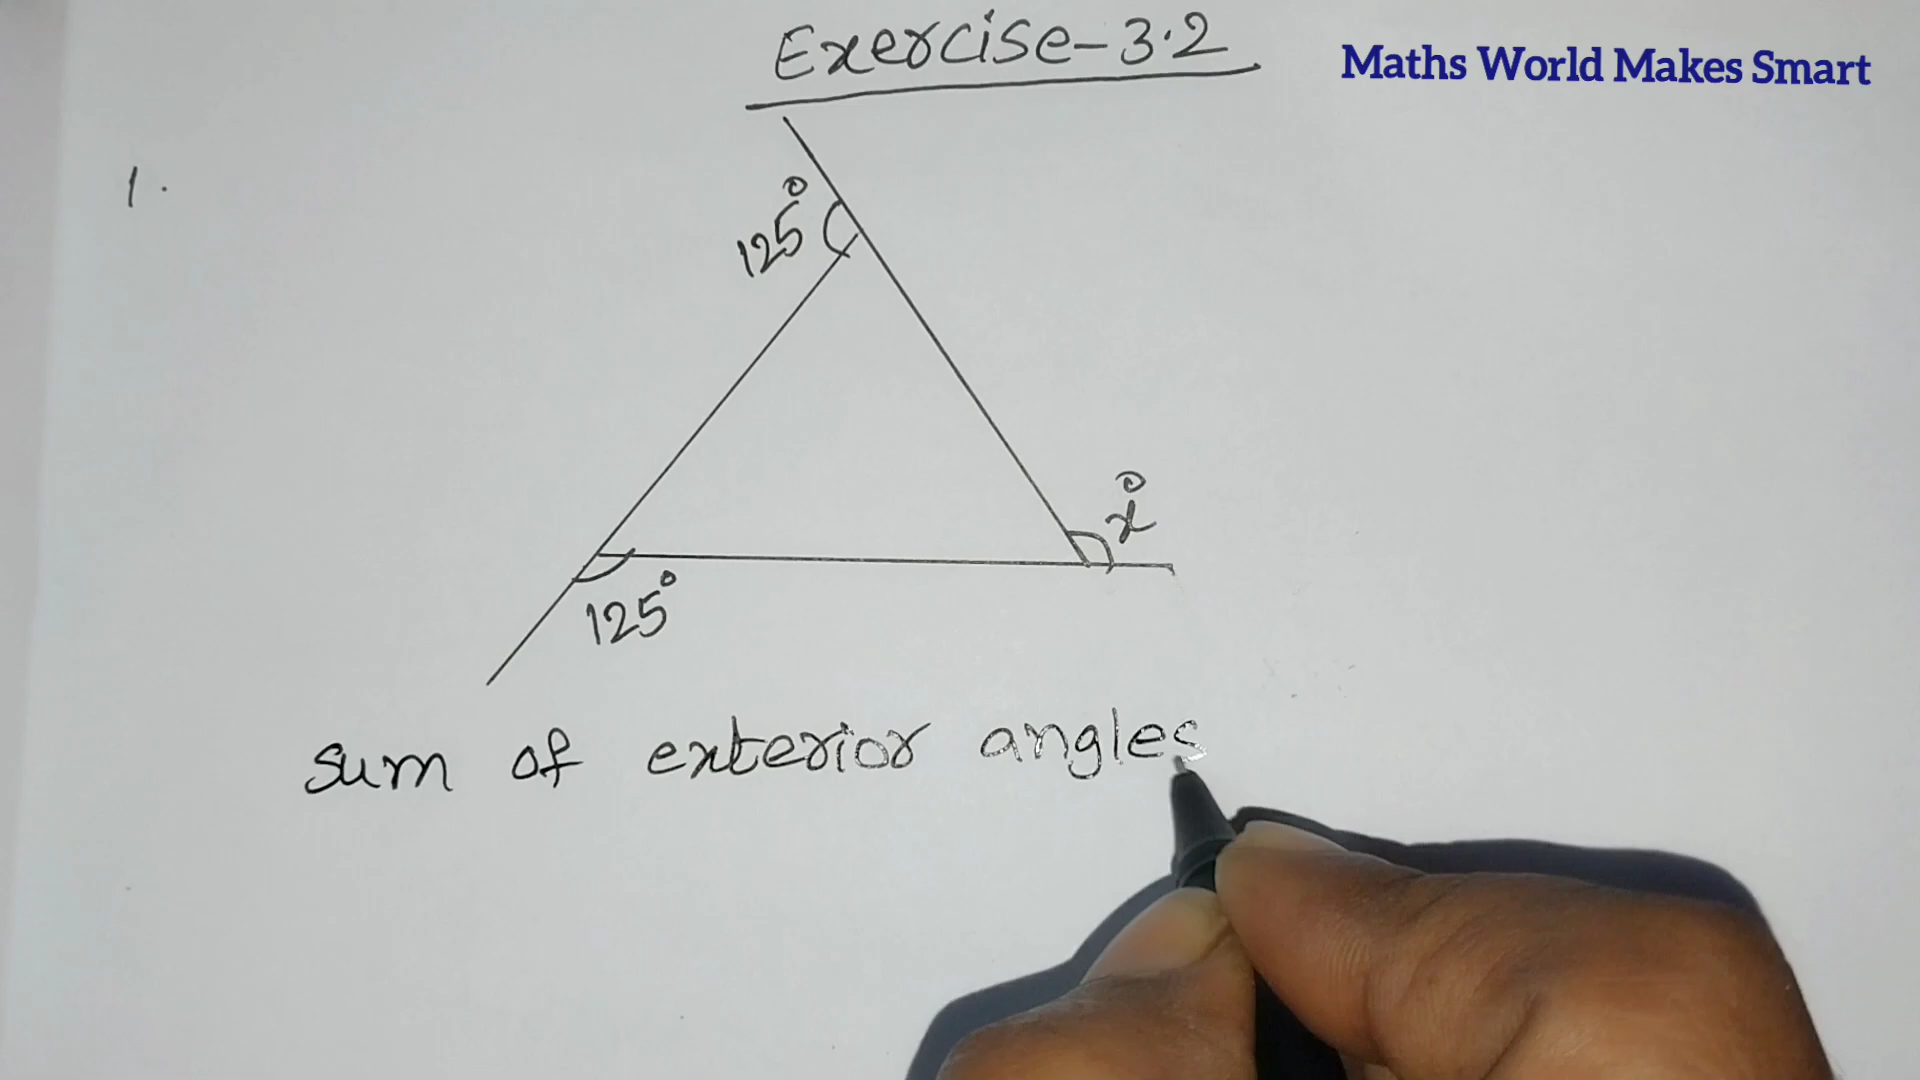 Exercise-3.2
Maths World Makes Smart
1.
125°
x°
125°
sum of exterior angles